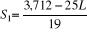 S₁ = 3,712 − 25L / 19